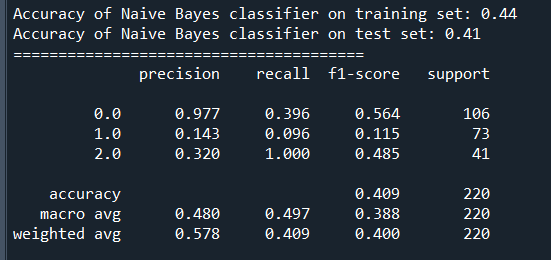 Accuracy of Naive Bayes classifier on training set: 0.44
Accuracy of Naive Bayes classifier on test set: 0.41
=======================================
precision recall f1-score support
0.0 0.977 0.396 0.564 106
1.0 0.143 0.096 0.115 73
2.0 0.320 1.000 0.485 41
accuracy 0.409 220
macro avg 0.480 0.497 0.388 220
weighted avg 0.578 0.409 0.400 220